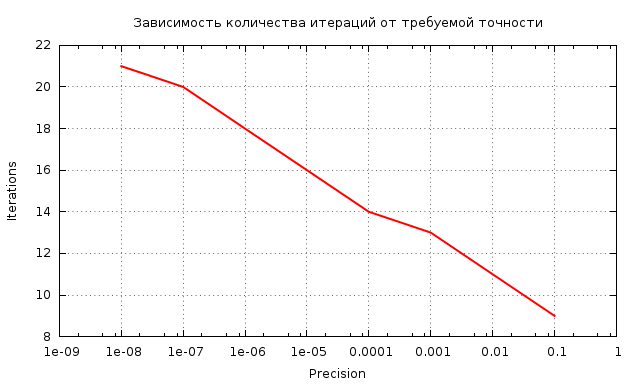 Зависимость количества итераций от требуемой точности
22
20
18
16
14
12
10
8
Iterations
1e-09 1e-08 1e-07 1e-06 1e-05 0.0001 0.001 0.01 0.1 1
Precision